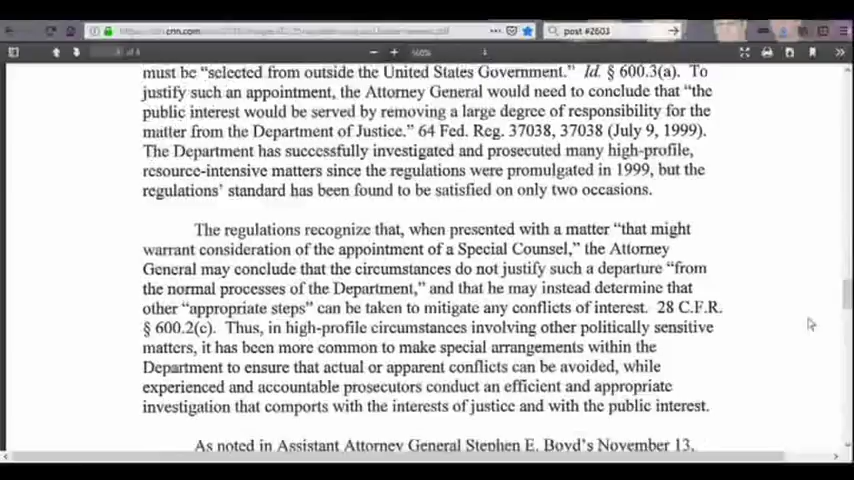 cnn.com
post #2603
must be "selected from outside the United States Government." Id. § 600.3(a). To
justify such an appointment, the Attorney General would need to conclude that "the
public interest would be served by removing a large degree of responsibility for the
matter from the Department of Justice." 64 Fed. Reg. 37038, 37038 (July 9, 1999).
The Department has successfully investigated and prosecuted many high-profile,
resource-intensive matters since the regulations were promulgated in 1999, but the
regulations' standard has been found to be satisfied on only two occasions.
The regulations recognize that, when presented with a matter "that might
warrant consideration of the appointment of a Special Counsel," the Attorney
General may conclude that the circumstances do not justify such a departure "from
the normal processes of the Department," and that he may instead determine that
other "appropriate steps" can be taken to mitigate any conflicts of interest. 28 C.F.R.
§ 600.2(c). Thus, in high-profile circumstances involving other politically sensitive
matters, it has been more common to make special arrangements within the
Department to ensure that actual or apparent conflicts can be avoided, while
experienced and accountable prosecutors conduct an efficient and appropriate
investigation that comports with the interests of justice and with the public interest.
As noted in Assistant Attorney General Stephen E. Boyd's November 13,